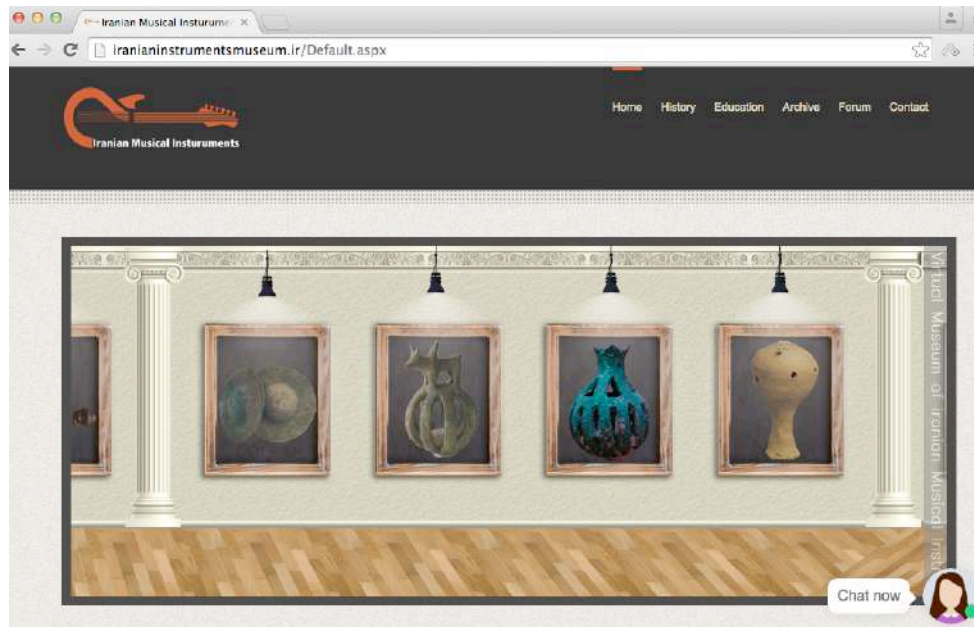 Iranian Musical Insturumen
iranianinstrumentsmuseum.ir/Default.aspx
Iranian Musical Insturuments
Home History Education Archive Forum Contact
Virtual Museum of Iranian Musical Inst
Chat now